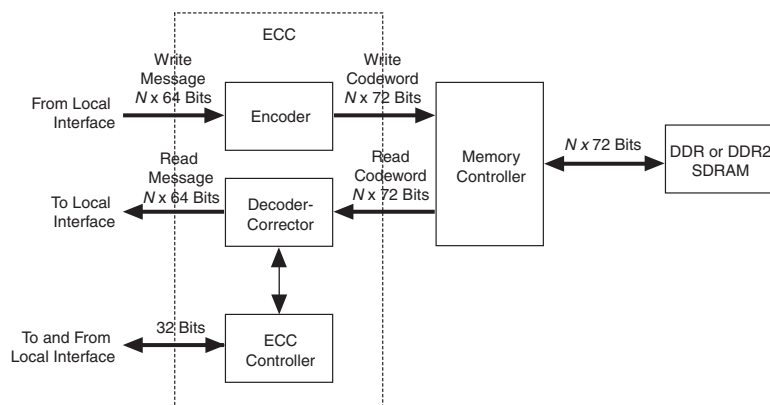 ECC
Write
Message
N x 64 Bits
Write
Codeword
N x 72 Bits
From Local
Interface
Encoder
Memory
Controller
N x 72 Bits
DDR or DDR2
SDRAM
Read
Message
N x 64 Bits
Read
Codeword
N x 72 Bits
To Local
Interface
Decoder-
Corrector
To and From
Local Interface
32 Bits
ECC
Controller